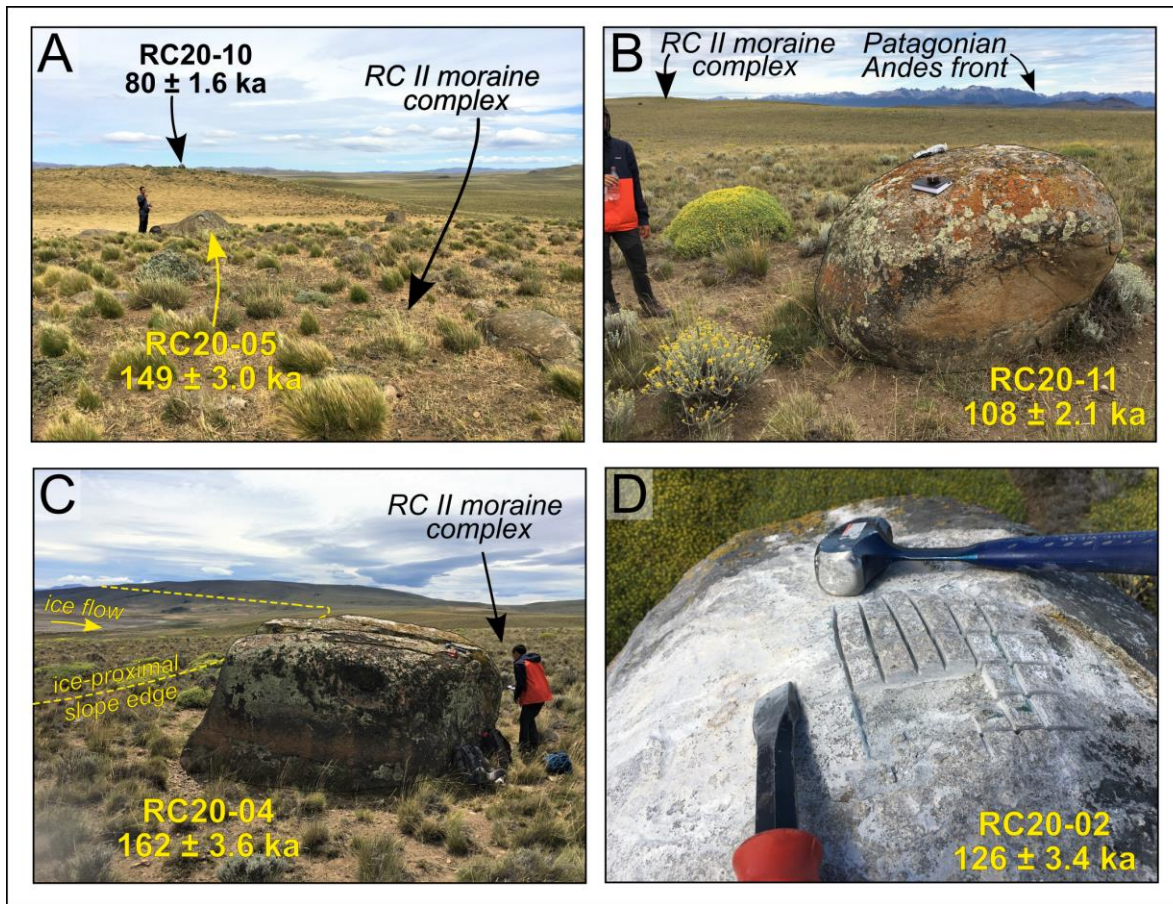 A
RC20-10
80 ± 1.6 ka
RC II moraine
complex
RC20-05
149 ± 3.0 ka
B
RC II moraine
complex
Patagonian
Andes front
RC20-11
108 ± 2.1 ka
C
RC II moraine
complex
ice flow
ice-proximal
slope edge
RC20-04
162 ± 3.6 ka
D
RC20-02
126 ± 3.4 ka